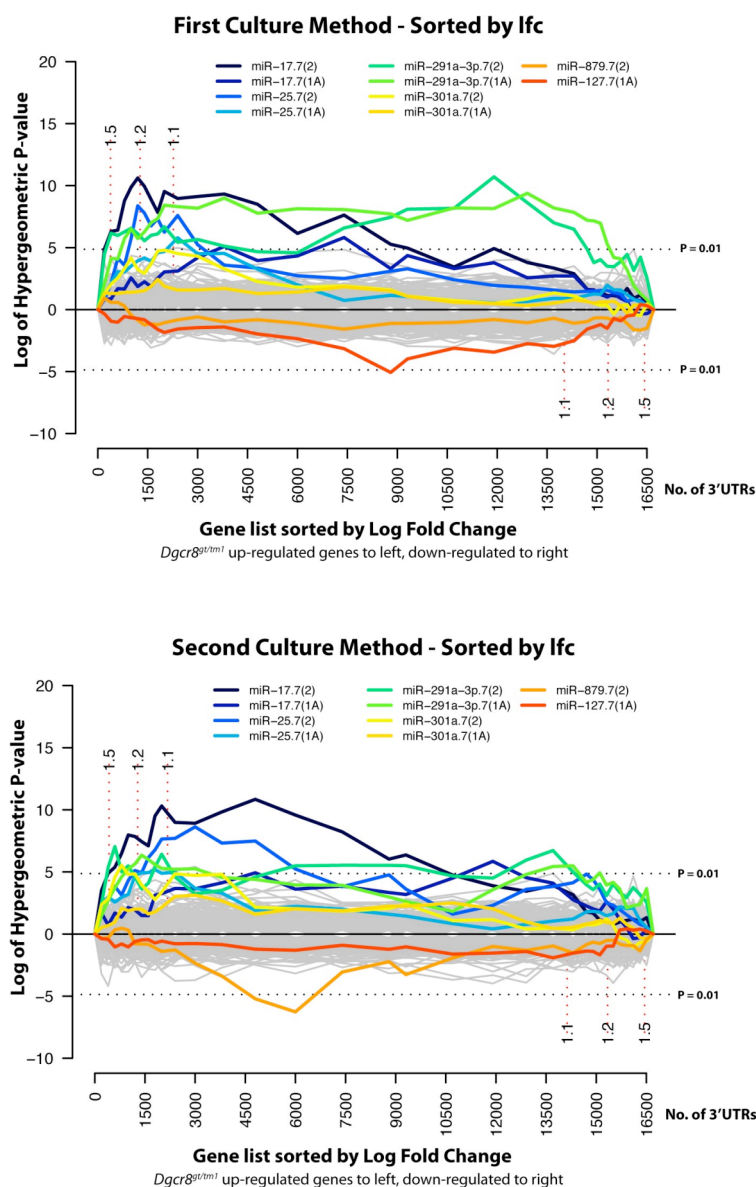 First Culture Method - Sorted by lfc
20
15
10
5
0
−5
−10
Log of Hypergeometric P-value
miR−17.7(2)
miR−17.7(1A)
miR−25.7(2)
miR−25.7(1A)
miR−291a−3p.7(2)
miR−291a−3p.7(1A)
miR−301a.7(2)
miR−301a.7(1A)
miR−879.7(2)
miR−127.7(1A)
1.5
1.2
1.1
P = 0.01
P = 0.01
1.1
1.2
1.5
0
1500
3000
4500
6000
7500
9000
10500
12000
13500
15000
16500
No. of 3'UTRs
Gene list sorted by Log Fold Change
Dgcr8gt/tm1 up-regulated genes to left, down-regulated to right
Second Culture Method - Sorted by lfc
20
15
10
5
0
−5
−10
Log of Hypergeometric P-value
miR−17.7(2)
miR−17.7(1A)
miR−25.7(2)
miR−25.7(1A)
miR−291a−3p.7(2)
miR−291a−3p.7(1A)
miR−301a.7(2)
miR−301a.7(1A)
miR−879.7(2)
miR−127.7(1A)
1.5
1.2
1.1
P = 0.01
P = 0.01
1.1
1.2
1.5
0
1500
3000
4500
6000
7500
9000
10500
12000
13500
15000
16500
No. of 3'UTRs
Gene list sorted by Log Fold Change
Dgcr8gt/tm1 up-regulated genes to left, down-regulated to right